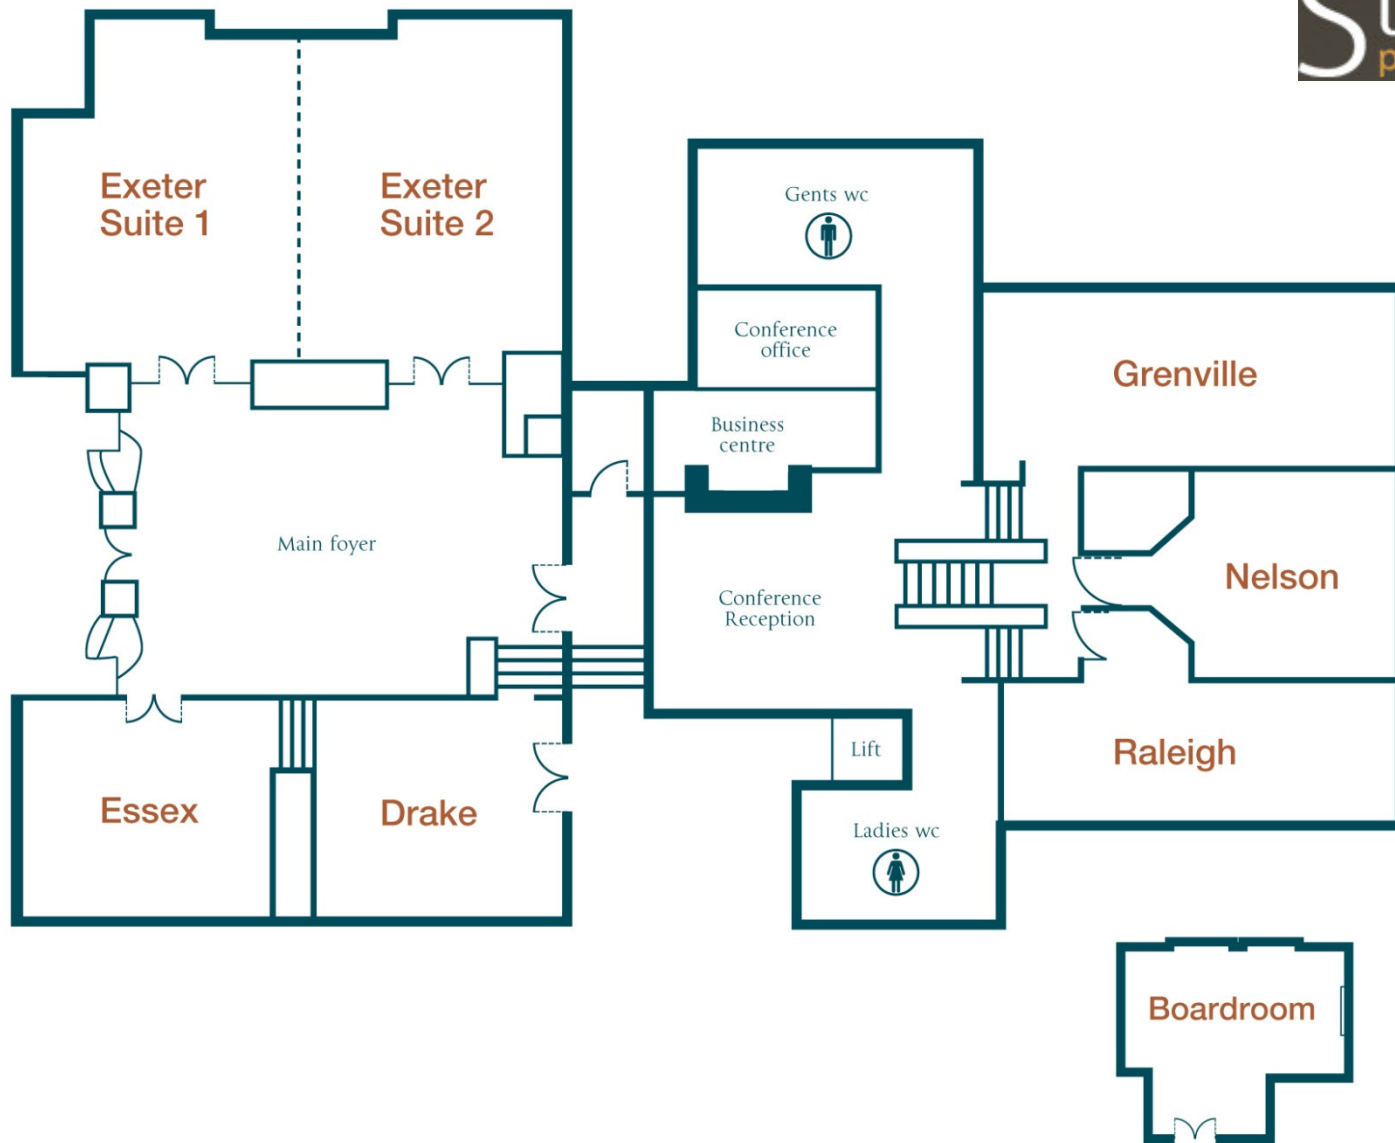 Exeter
Suite 1
Exeter
Suite 2
Gents wc
Conference
office
Grenville
Business
centre
Main foyer
Nelson
Conference
Reception
Lift
Raleigh
Essex
Drake
Ladies wc
Boardroom